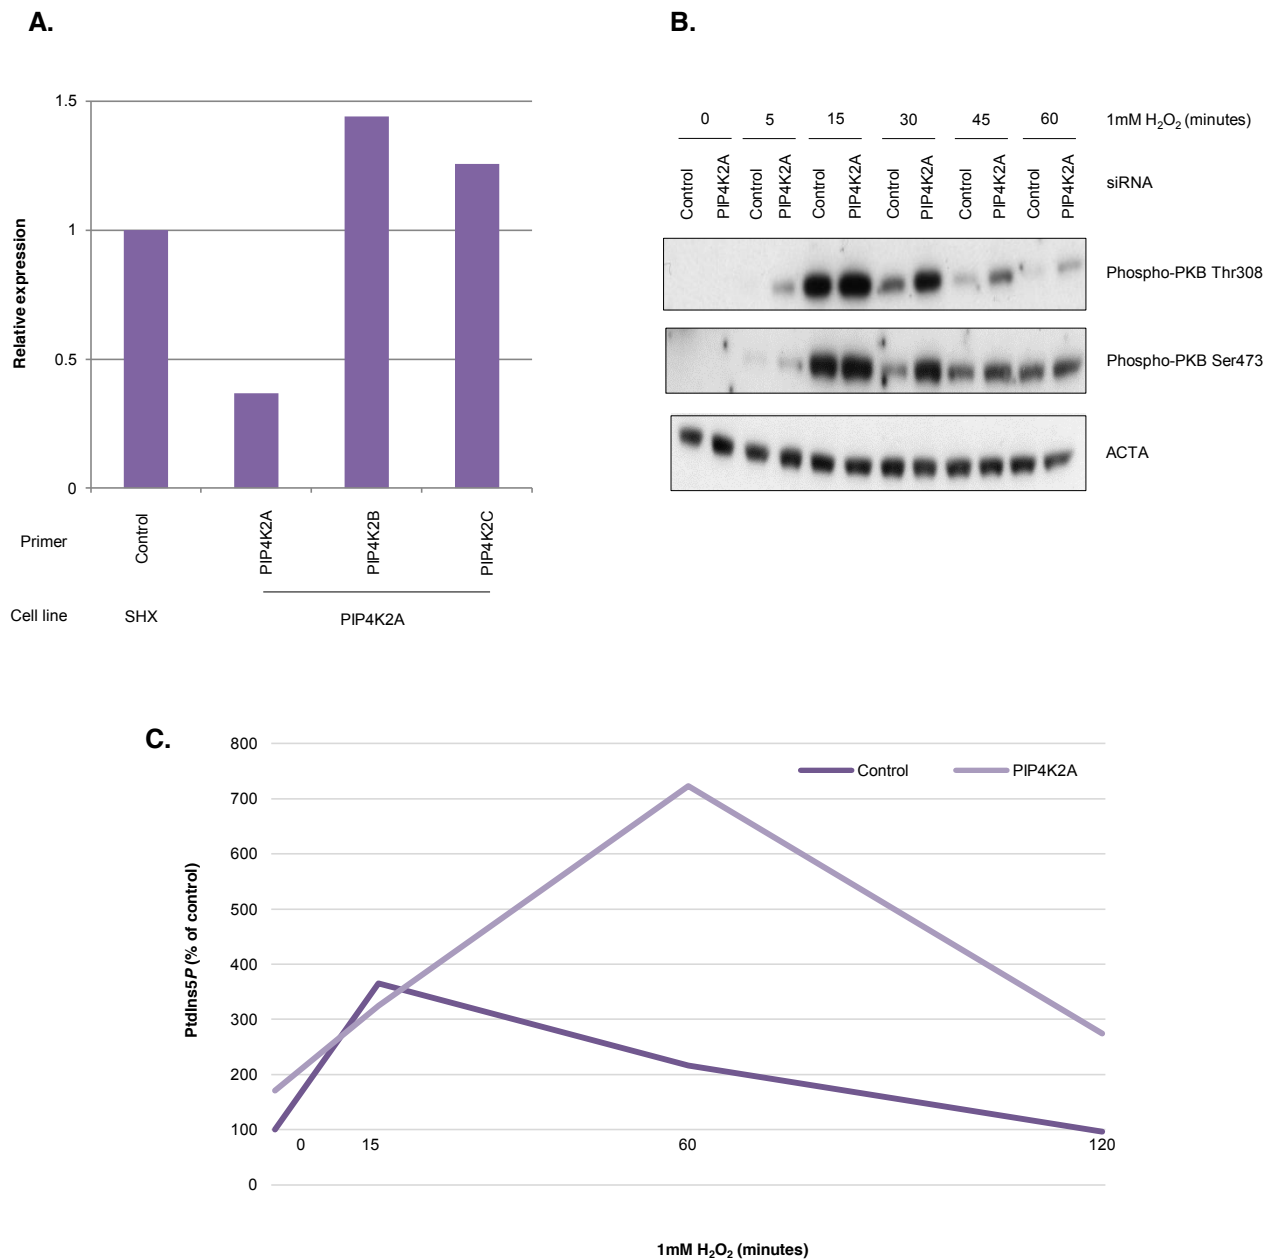 A.
1.5
1
0.5
0
Relative expression
Primer
Control
PIP4K2A
PIP4K2B
PIP4K2C
Cell line
SHX
PIP4K2A
B.
0 5 15 30 45 60 1mM H₂O₂ (minutes)
Control PIP4K2A Control PIP4K2A Control PIP4K2A Control PIP4K2A Control PIP4K2A Control PIP4K2A siRNA
Phospho-PKB Thr308
Phospho-PKB Ser473
ACTA
C.
Control PIP4K2A
800
700
600
500
400
300
200
100
0
PtdIns5P (% of control)
0 15 60 120
1mM H₂O₂ (minutes)